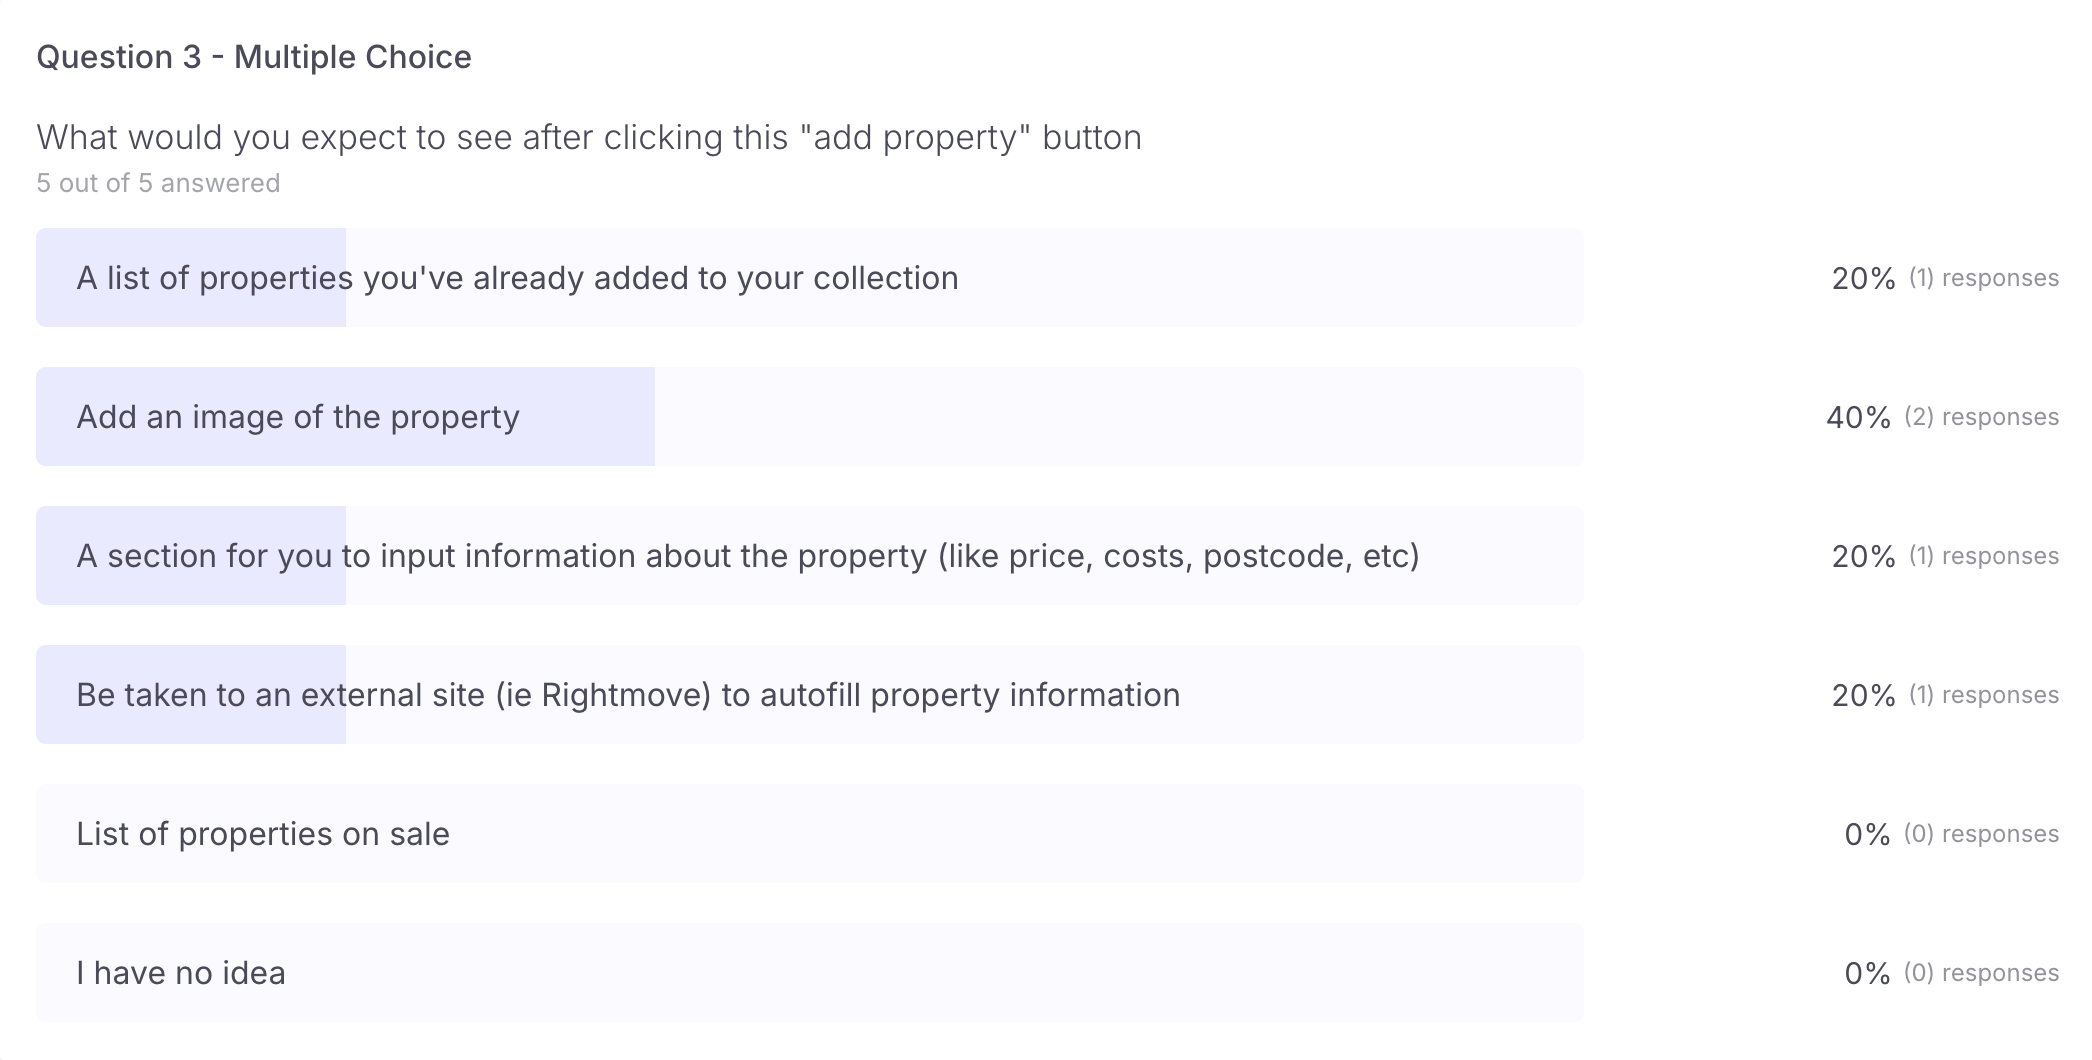 Question 3 - Multiple Choice
What would you expect to see after clicking this "add property" button
5 out of 5 answered
A list of properties you've already added to your collection 20% (1) responses
Add an image of the property 40% (2) responses
A section for you to input information about the property (like price, costs, postcode, etc) 20% (1) responses
Be taken to an external site (ie Rightmove) to autofill property information 20% (1) responses
List of properties on sale 0% (0) responses
I have no idea 0% (0) responses